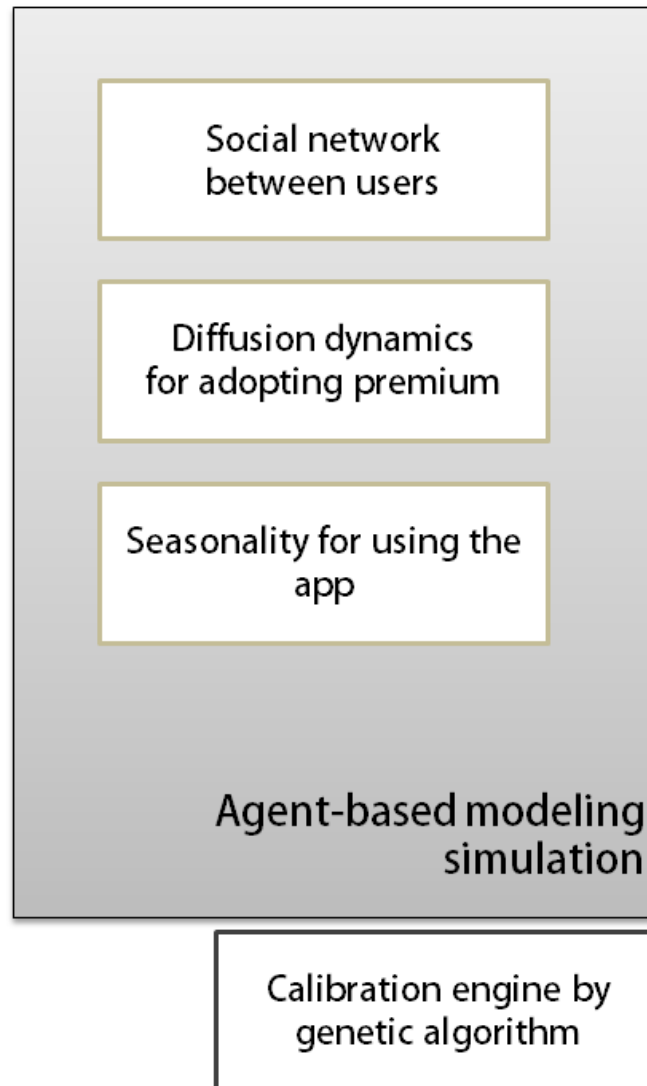 Social network
between users
Diffusion dynamics
for adopting premium
Seasonality for using the
app
Agent-based modeling
simulation
Calibration engine by
genetic algorithm